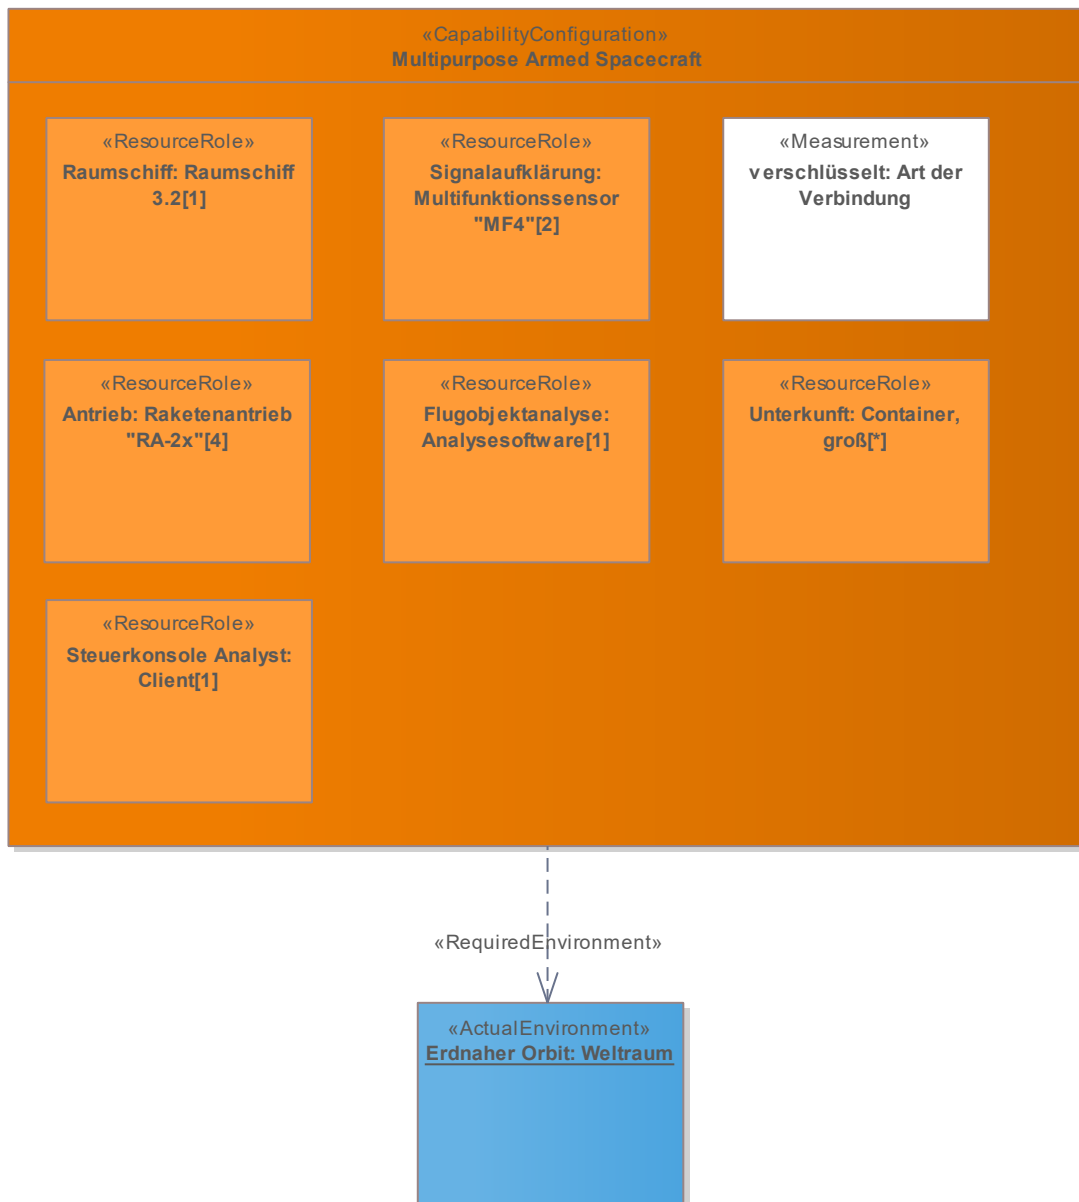 «CapabilityConfiguration»
Multipurpose Armed Spacecraft
«ResourceRole»
Raumschiff: Raumschiff
3.2[1]
«ResourceRole»
Signalaufklärung:
Multifunktionssensor
"MF4"[2]
«Measurement»
verschlüsselt: Art der
Verbindung
«ResourceRole»
Antrieb: Raketenantrieb
"RA-2x"[4]
«ResourceRole»
Flugobjektanalyse:
Analysesoftware[1]
«ResourceRole»
Unterkunft: Container,
groß[*]
«ResourceRole»
Steuerkonsole Analyst:
Client[1]
«RequiredEnvironment»
«ActualEnvironment»
Erdnaher Orbit: Weltraum